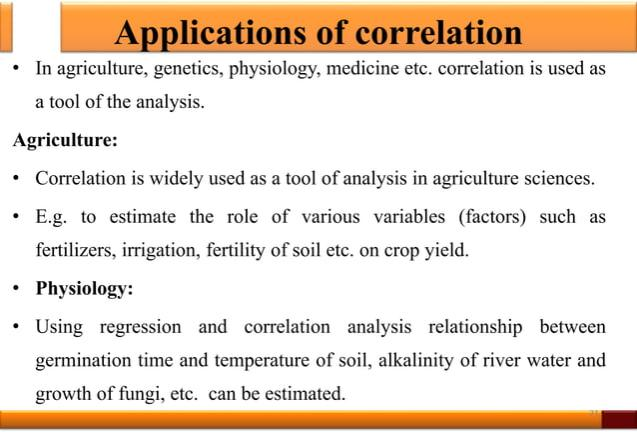 Applications of correlation
• In agriculture, genetics, physiology, medicine etc. correlation is used as
a tool of the analysis.
Agriculture:
• Correlation is widely used as a tool of analysis in agriculture sciences.
• E.g. to estimate the role of various variables (factors) such as
fertilizers, irrigation, fertility of soil etc. on crop yield.
• Physiology:
• Using regression and correlation analysis relationship between
germination time and temperature of soil, alkalinity of river water and
growth of fungi, etc. can be estimated.